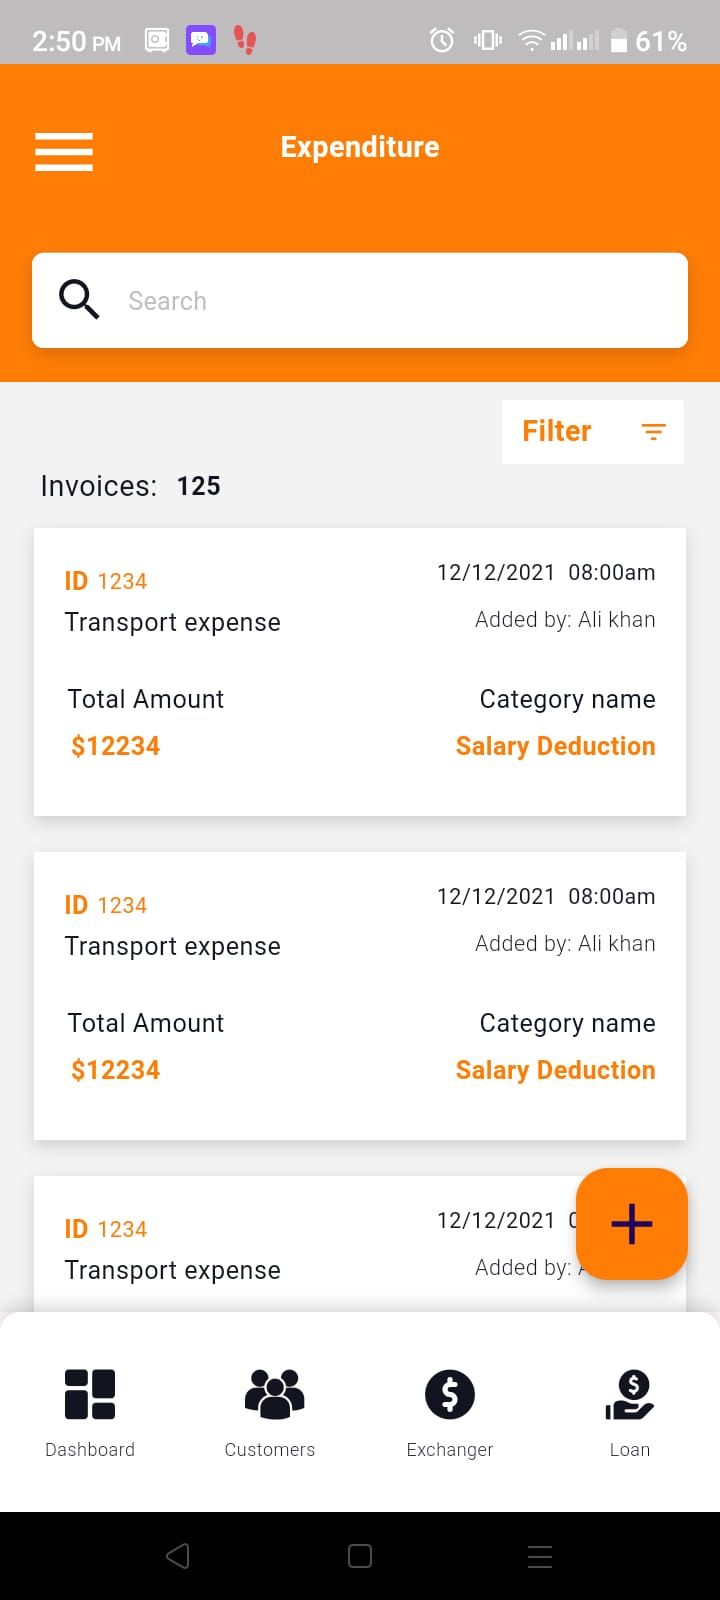 2:50 PM 61%
Expenditure
Search
Filter
Invoices: 125
ID 1234 12/12/2021 08:00am
Transport expense Added by: Ali khan
Total Amount Category name
$12234 Salary Deduction
ID 1234 12/12/2021 08:00am
Transport expense Added by: Ali khan
Total Amount Category name
$12234 Salary Deduction
ID 1234 12/12/2021
Transport expense Added by:
Dashboard Customers Exchanger Loan